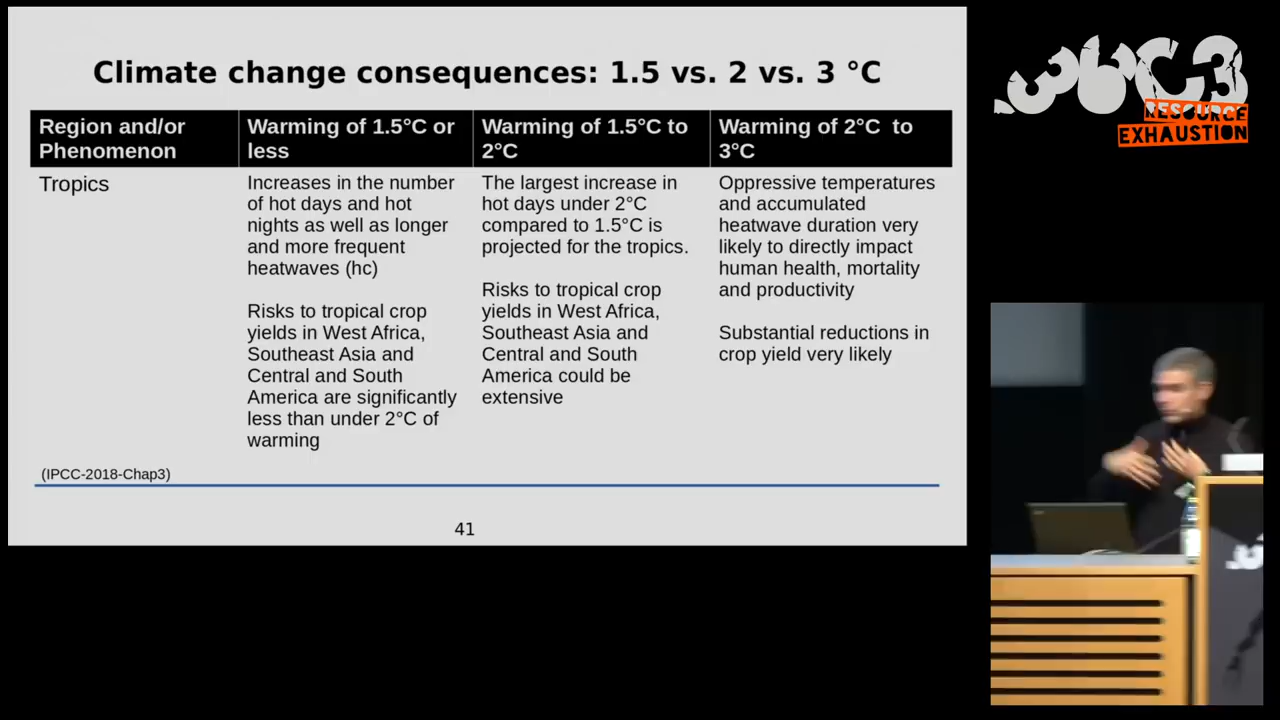 Climate change consequences: 1.5 vs. 2 vs. 3 °C
Region and/or
Phenomenon
Warming of 1.5°C or
less
Warming of 1.5°C to
2°C
Warming of 2°C  to
3°C
Tropics
Increases in the number
of hot days and hot
nights as well as longer
and more frequent
heatwaves (hc)
Risks to tropical crop
yields in West Africa,
Southeast Asia and
Central and South
America are significantly
less than under 2°C of
warming
The largest increase in
hot days under 2°C
compared to 1.5°C is
projected for the tropics.
Risks to tropical crop
yields in West Africa,
Southeast Asia and
Central and South
America could be
extensive
Oppressive temperatures
and accumulated
heatwave duration very
likely to directly impact
human health, mortality
and productivity
Substantial reductions in
crop yield very likely
(IPCC-2018-Chap3)
41
36C3
RESOURCE
EXHAUSTION